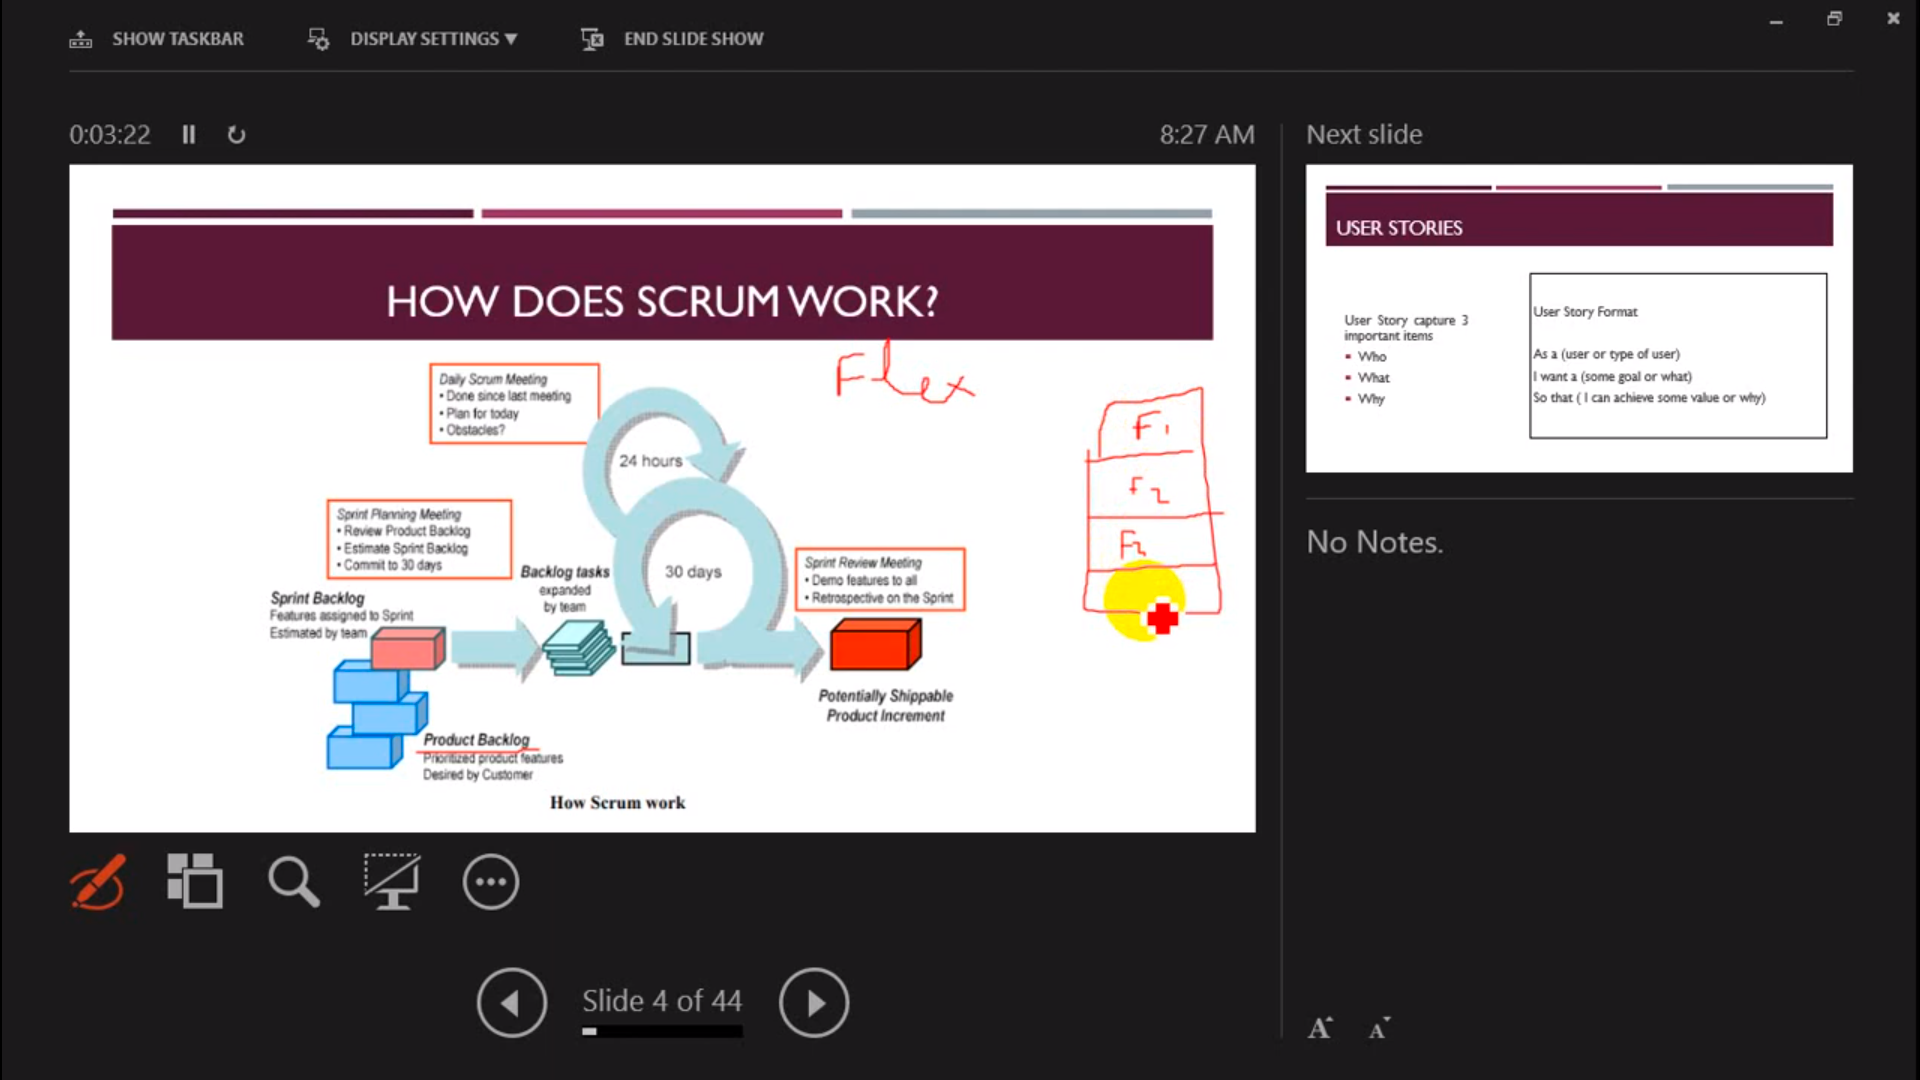 SHOW TASKBAR
DISPLAY SETTINGS ▼
END SLIDE SHOW
0:03:22
8:27 AM
HOW DOES SCRUM WORK?
Flex
Daily Scrum Meeting
• Done since last meeting
• Plan for today
• Obstacles?
24 hours
F1
F2
F3
Sprint Planning Meeting
• Review Product Backlog
• Estimate Sprint Backlog
• Commit to 30 days
Backlog tasks
expanded
by team
30 days
Sprint Review Meeting
• Demo features to all
• Retrospective on the Sprint
Sprint Backlog
Features assigned to Sprint
Estimated by team
Potentially Shippable
Product Increment
Product Backlog
Prioritized product features
Desired by Customer
How Scrum work
Slide 4 of 44
Next slide
USER STORIES
User Story capture 3
important items
▪ Who
▪ What
▪ Why
User Story Format
As a (user or type of user)
I want a (some goal or what)
So that ( I can achieve some value or why)
No Notes.
A A